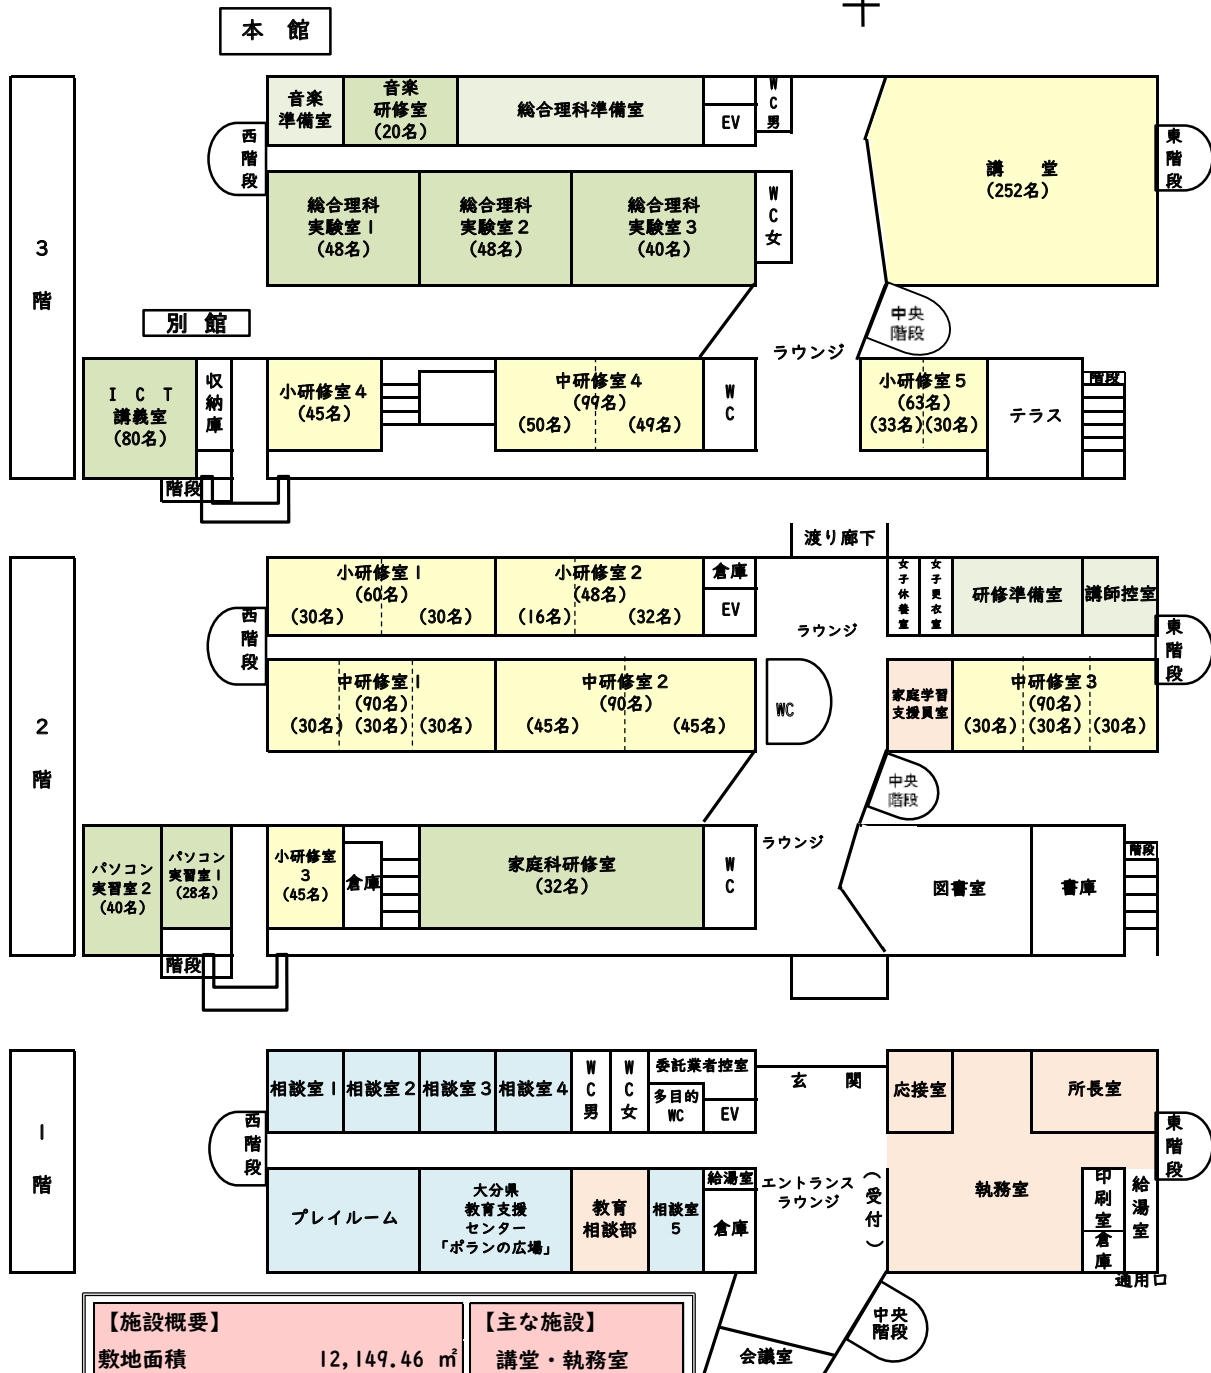 本 館
3
階
音楽
準備室
音楽
研修室
(20名)
総合理科準備室
EV
WC男
西階段
講 堂
(252名)
東階段
総合理科
実験室1
(48名)
総合理科
実験室2
(48名)
総合理科
実験室3
(40名)
WC女
中央
階段
ラウンジ
別 館
I C T
講義室
(80名)
収納庫
小研修室4
(45名)
中研修室4
(99名)
(50名) (49名)
WC
小研修室5
(63名)
(33名)(30名)
テラス
階段
階段
2
階
渡り廊下
小研修室1
(60名)
(30名) (30名)
小研修室2
(48名)
(16名) (32名)
倉庫
EV
ラウンジ
女子休養室
女子更衣室
研修準備室
講師控室
西階段
東階段
中研修室1
(90名)
(30名) (30名) (30名)
中研修室2
(90名)
(45名) (45名)
WC
家庭学習
支援員室
中研修室3
(90名)
(30名) (30名) (30名)
中央
階段
ラウンジ
パソコン
実習室2
(40名)
パソコン
実習室1
(28名)
小研修室
3
(45名)
倉庫
家庭科研修室
(32名)
WC
図書室
書庫
階段
階段
1
階
相談室1
相談室2
相談室3
相談室4
WC男
WC女
委託業者控室
多目的
WC
EV
玄 関
応接室
所長室
西階段
東階段
プレイルーム
大分県
教育支援
センター
「ポランの広場」
教育
相談部
相談室
5
給湯室
倉庫
エントランス
ラウンジ
(受付)
執務室
印刷室
倉庫
給湯室
通用口
中央
階段
会議室
【施設概要】
敷地面積 12,149.46 ㎡
【主な施設】
講堂・執務室